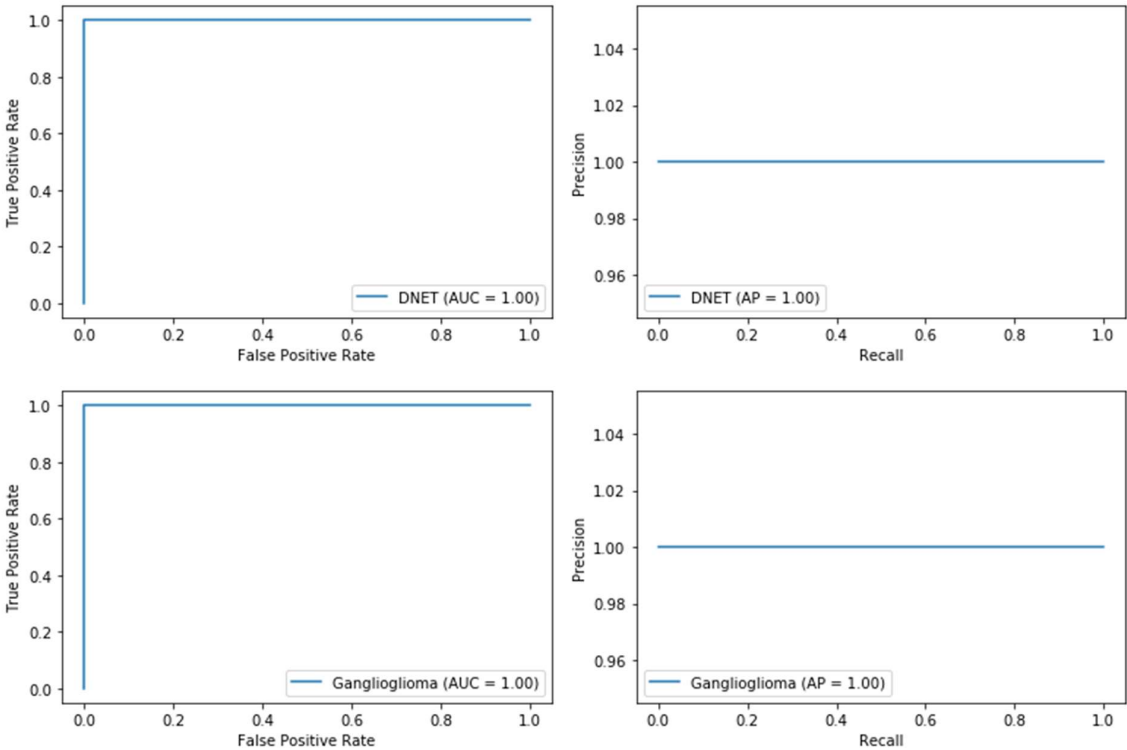 1.0
0.8
0.6
0.4
0.2
0.0
True Positive Rate
DNET (AUC = 1.00)
0.0 0.2 0.4 0.6 0.8 1.0
False Positive Rate
1.04
1.02
1.00
0.98
0.96
Precision
DNET (AP = 1.00)
0.0 0.2 0.4 0.6 0.8 1.0
Recall
1.0
0.8
0.6
0.4
0.2
0.0
True Positive Rate
Ganglioglioma (AUC = 1.00)
0.0 0.2 0.4 0.6 0.8 1.0
False Positive Rate
1.04
1.02
1.00
0.98
0.96
Precision
Ganglioglioma (AP = 1.00)
0.0 0.2 0.4 0.6 0.8 1.0
Recall